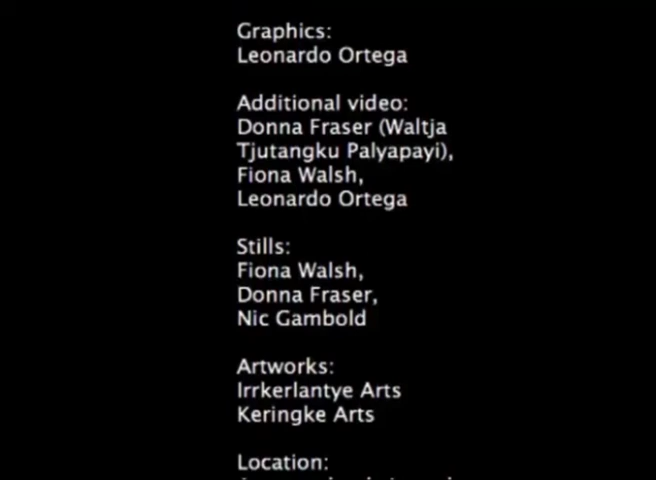 Graphics:
Leonardo Ortega
Additional video:
Donna Fraser (Waltja
Tjutangku Palyapayi),
Fiona Walsh,
Leonardo Ortega
Stills:
Fiona Walsh,
Donna Fraser,
Nic Gambold
Artworks:
Irrkerlantye Arts
Keringke Arts
Location: